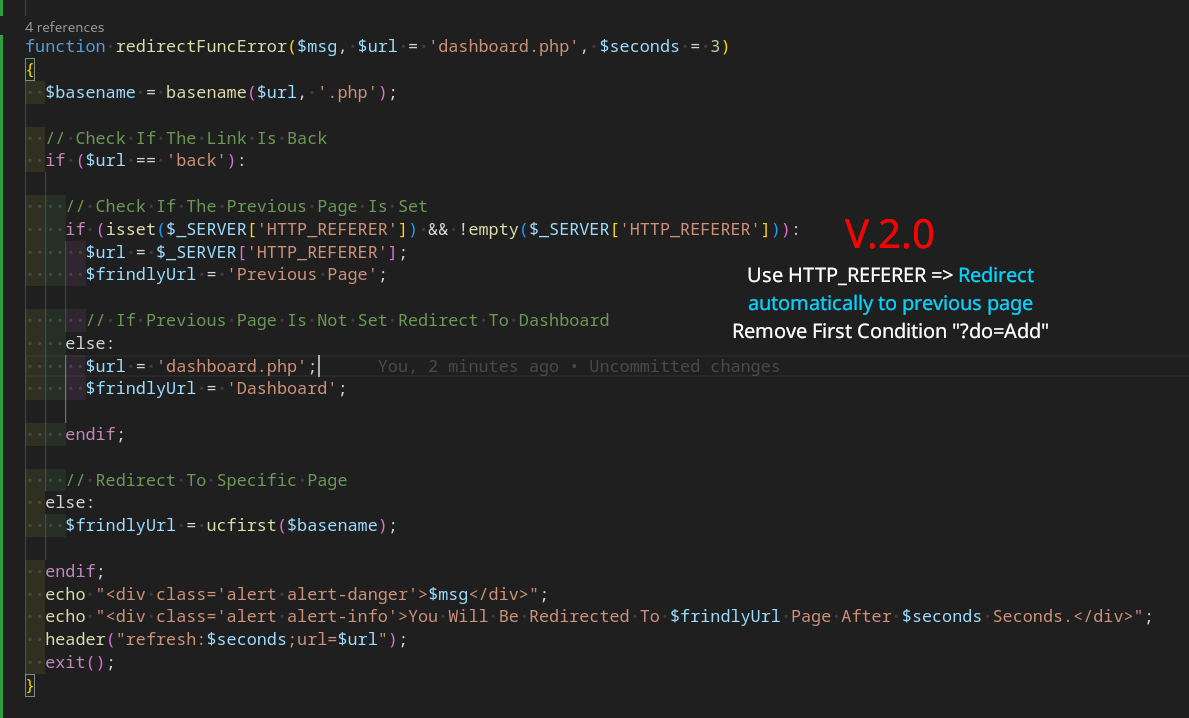 4 references
function redirectFuncError($msg, $url = 'dashboard.php', $seconds = 3)
{
$basename = basename($url, '.php');
// Check If The Link Is Back
if ($url == 'back'):
// Check If The Previous Page Is Set
if (isset($_SERVER['HTTP_REFERER']) && !empty($_SERVER['HTTP_REFERER'])):
V.2.0
$url = $_SERVER['HTTP_REFERER'];
$frindlyUrl = 'Previous Page';
Use HTTP_REFERER => Redirect
automatically to previous page
// If Previous Page Is Not Set Redirect To Dashboard
Remove First Condition "?do=Add"
else:
$url = 'dashboard.php'; You, 2 minutes ago • Uncommitted changes
$frindlyUrl = 'Dashboard';
endif;
// Redirect To Specific Page
else:
$frindlyUrl = ucfirst($basename);
endif;
echo "<div class='alert alert-danger'>$msg</div>";
echo "<div class='alert alert-info'>You Will Be Redirected To $frindlyUrl Page After $seconds Seconds.</div>";
header("refresh:$seconds;url=$url");
exit();
}